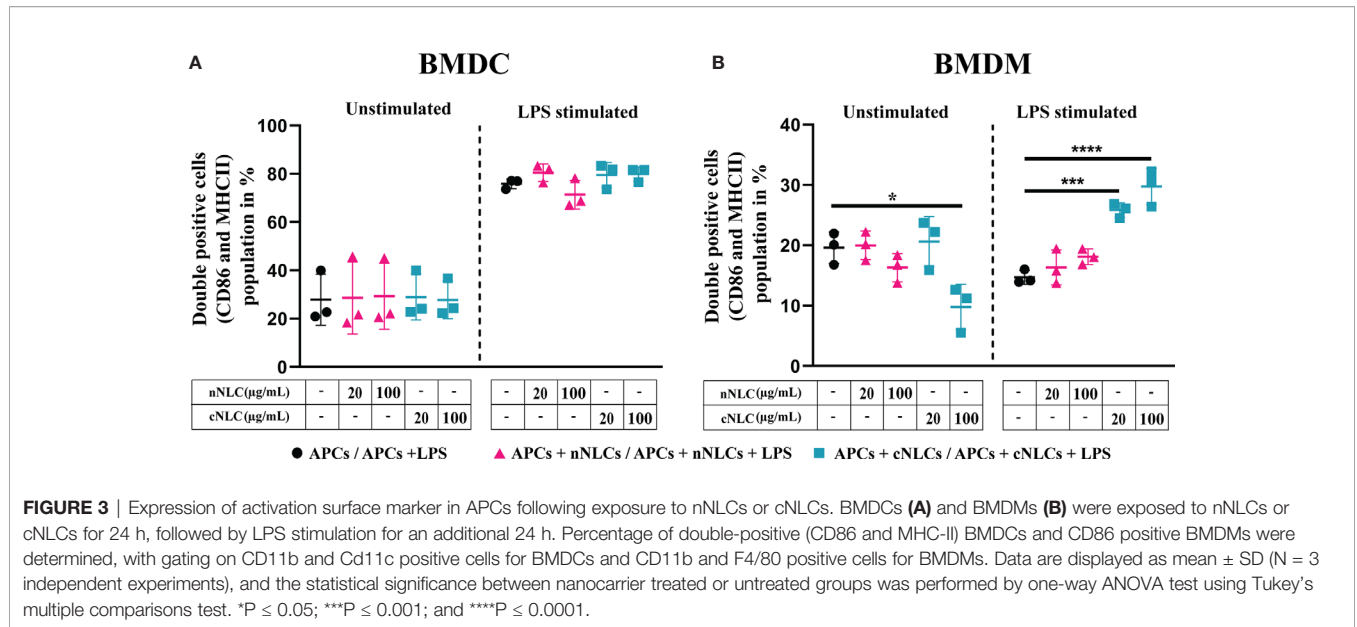 A BMDC
Unstimulated LPS stimulated
Double positive cells
(CD86 and MHCII)
population in %
100
80
60
40
20
0
nNLC(µg/mL) - 20 100 - - - 20 100 - -
cNLC(µg/mL) - - - 20 100 - - - 20 100
B BMDM
Unstimulated LPS stimulated
Double positive cells
(CD86 and MHCII)
population in %
40
30
20
10
0
*
****
***
nNLC(µg/mL) - 20 100 - - - 20 100 - -
cNLC(µg/mL) - - - 20 100 - - - 20 100
APCs / APCs +LPS APCs + nNLCs / APCs + nNLCs + LPS APCs + cNLCs / APCs + cNLCs + LPS
FIGURE 3 | Expression of activation surface marker in APCs following exposure to nNLCs or cNLCs. BMDCs (A) and BMDMs (B) were exposed to nNLCs or
cNLCs for 24 h, followed by LPS stimulation for an additional 24 h. Percentage of double-positive (CD86 and MHC-II) BMDCs and CD86 positive BMDMs were
determined, with gating on CD11b and Cd11c positive cells for BMDCs and CD11b and F4/80 positive cells for BMDMs. Data are displayed as mean ± SD (N = 3
independent experiments), and the statistical significance between nanocarrier treated or untreated groups was performed by one-way ANOVA test using Tukey's
multiple comparisons test. *P ≤ 0.05; ***P ≤ 0.001; and ****P ≤ 0.0001.